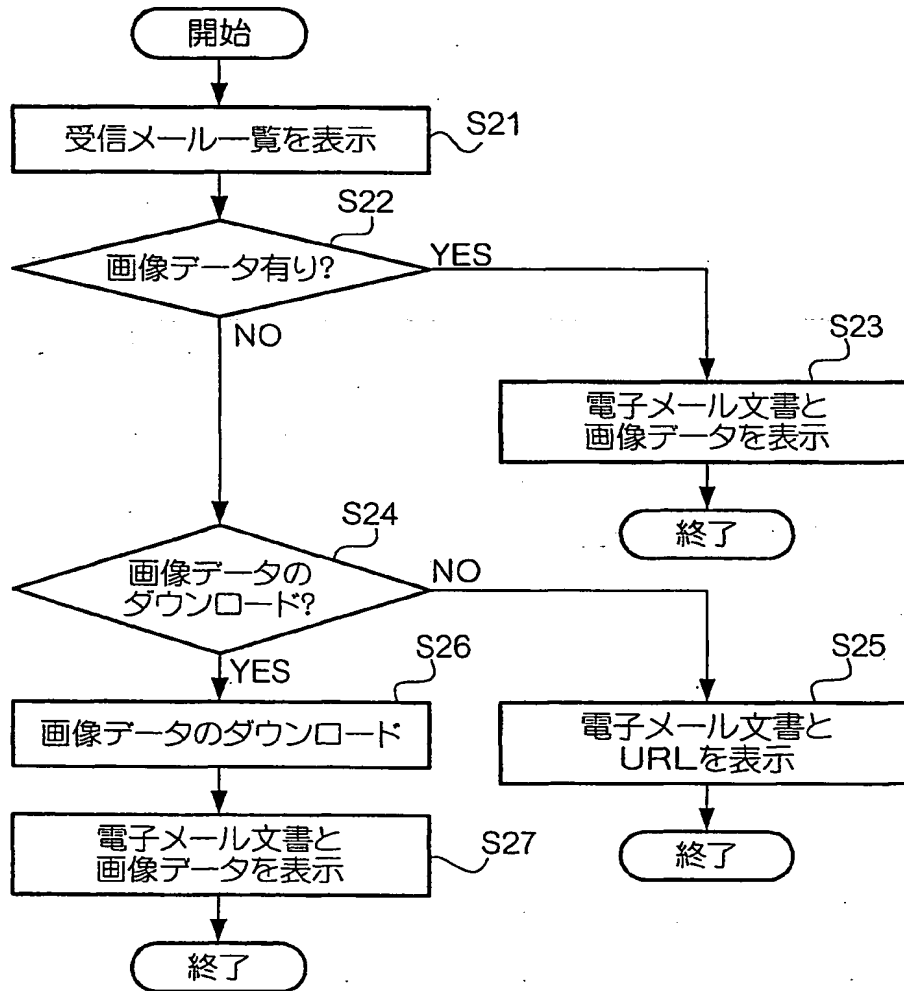 開始
受信メール一覧を表示
S21
S22
画像データ有り?
YES
NO
S23
電子メール文書と
画像データを表示
終了
S24
画像データの
ダウンロード?
NO
YES
S25
電子メール文書と
URLを表示
終了
S26
画像データのダウンロード
電子メール文書と
画像データを表示
S27
終了